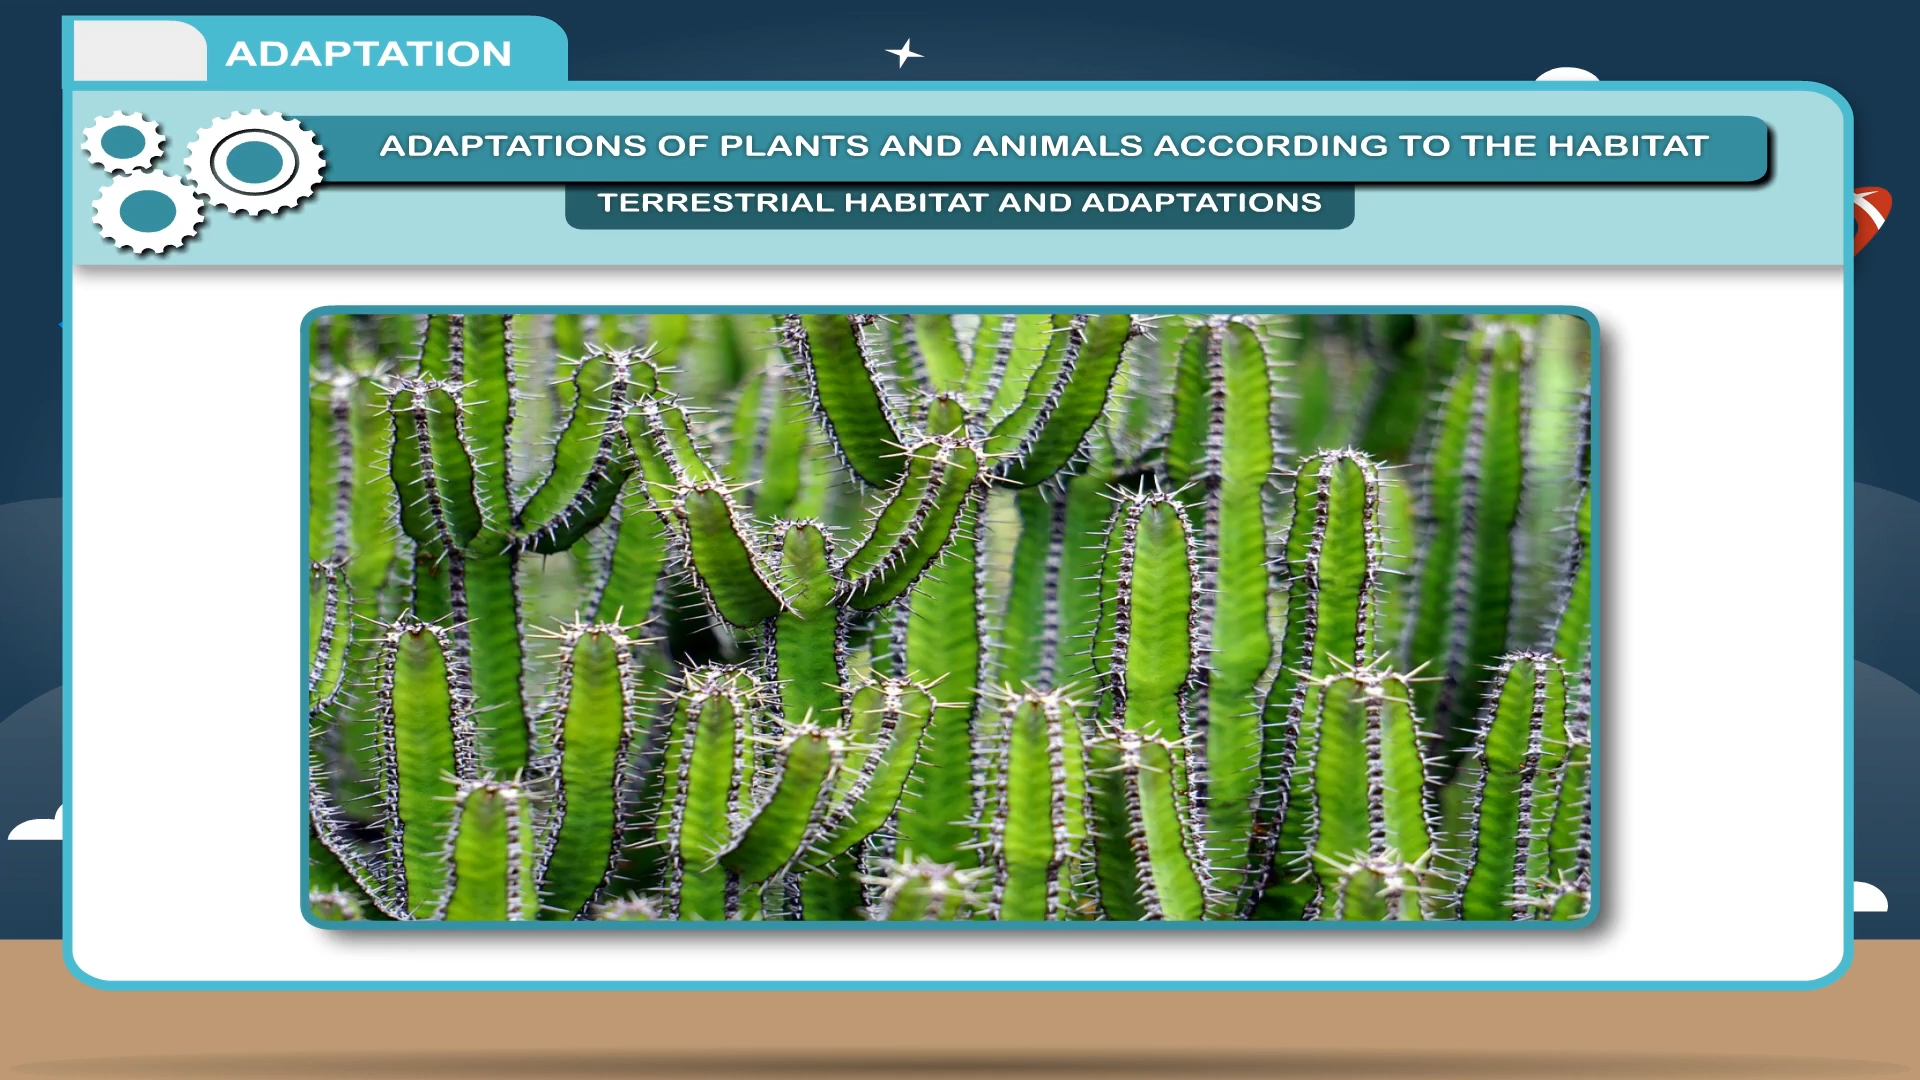 ADAPTATION
ADAPTATIONS OF PLANTS AND ANIMALS ACCORDING TO THE HABITAT
TERRESTRIAL HABITAT AND ADAPTATIONS